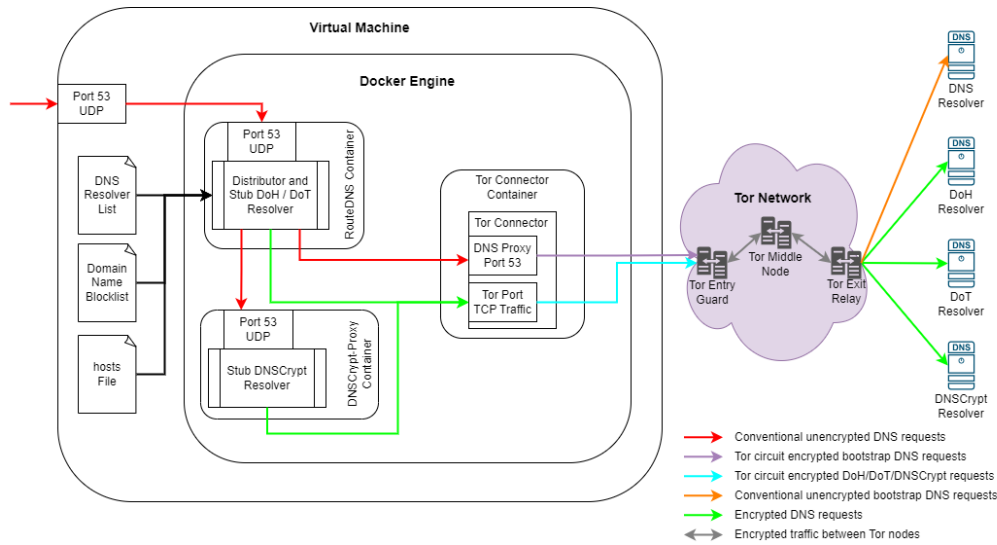 Virtual Machine
Docker Engine
Port 53
UDP
Port 53
UDP
Distributor and
Stub DoH / DoT
Resolver
RouteDNS Container
DNS
Resolver
List
Domain
Name
Blocklist
hosts
File
Port 53
UDP
Stub DNSCrypt
Resolver
DNSCrypt-Proxy
Container
Tor Connector
Container
Tor Connector
DNS Proxy
Port 53
Tor Port
TCP Traffic
Tor Network
Tor Entry
Guard
Tor Middle
Node
Tor Exit
Relay
DNS
DNS
Resolver
DNS
DoH
Resolver
DNS
DoT
Resolver
DNS
DNSCrypt
Resolver
Conventional unencrypted DNS requests
Tor circuit encrypted bootstrap DNS requests
Tor circuit encrypted DoH/DoT/DNSCrypt requests
Conventional unencrypted bootstrap DNS requests
Encrypted DNS requests
Encrypted traffic between Tor nodes